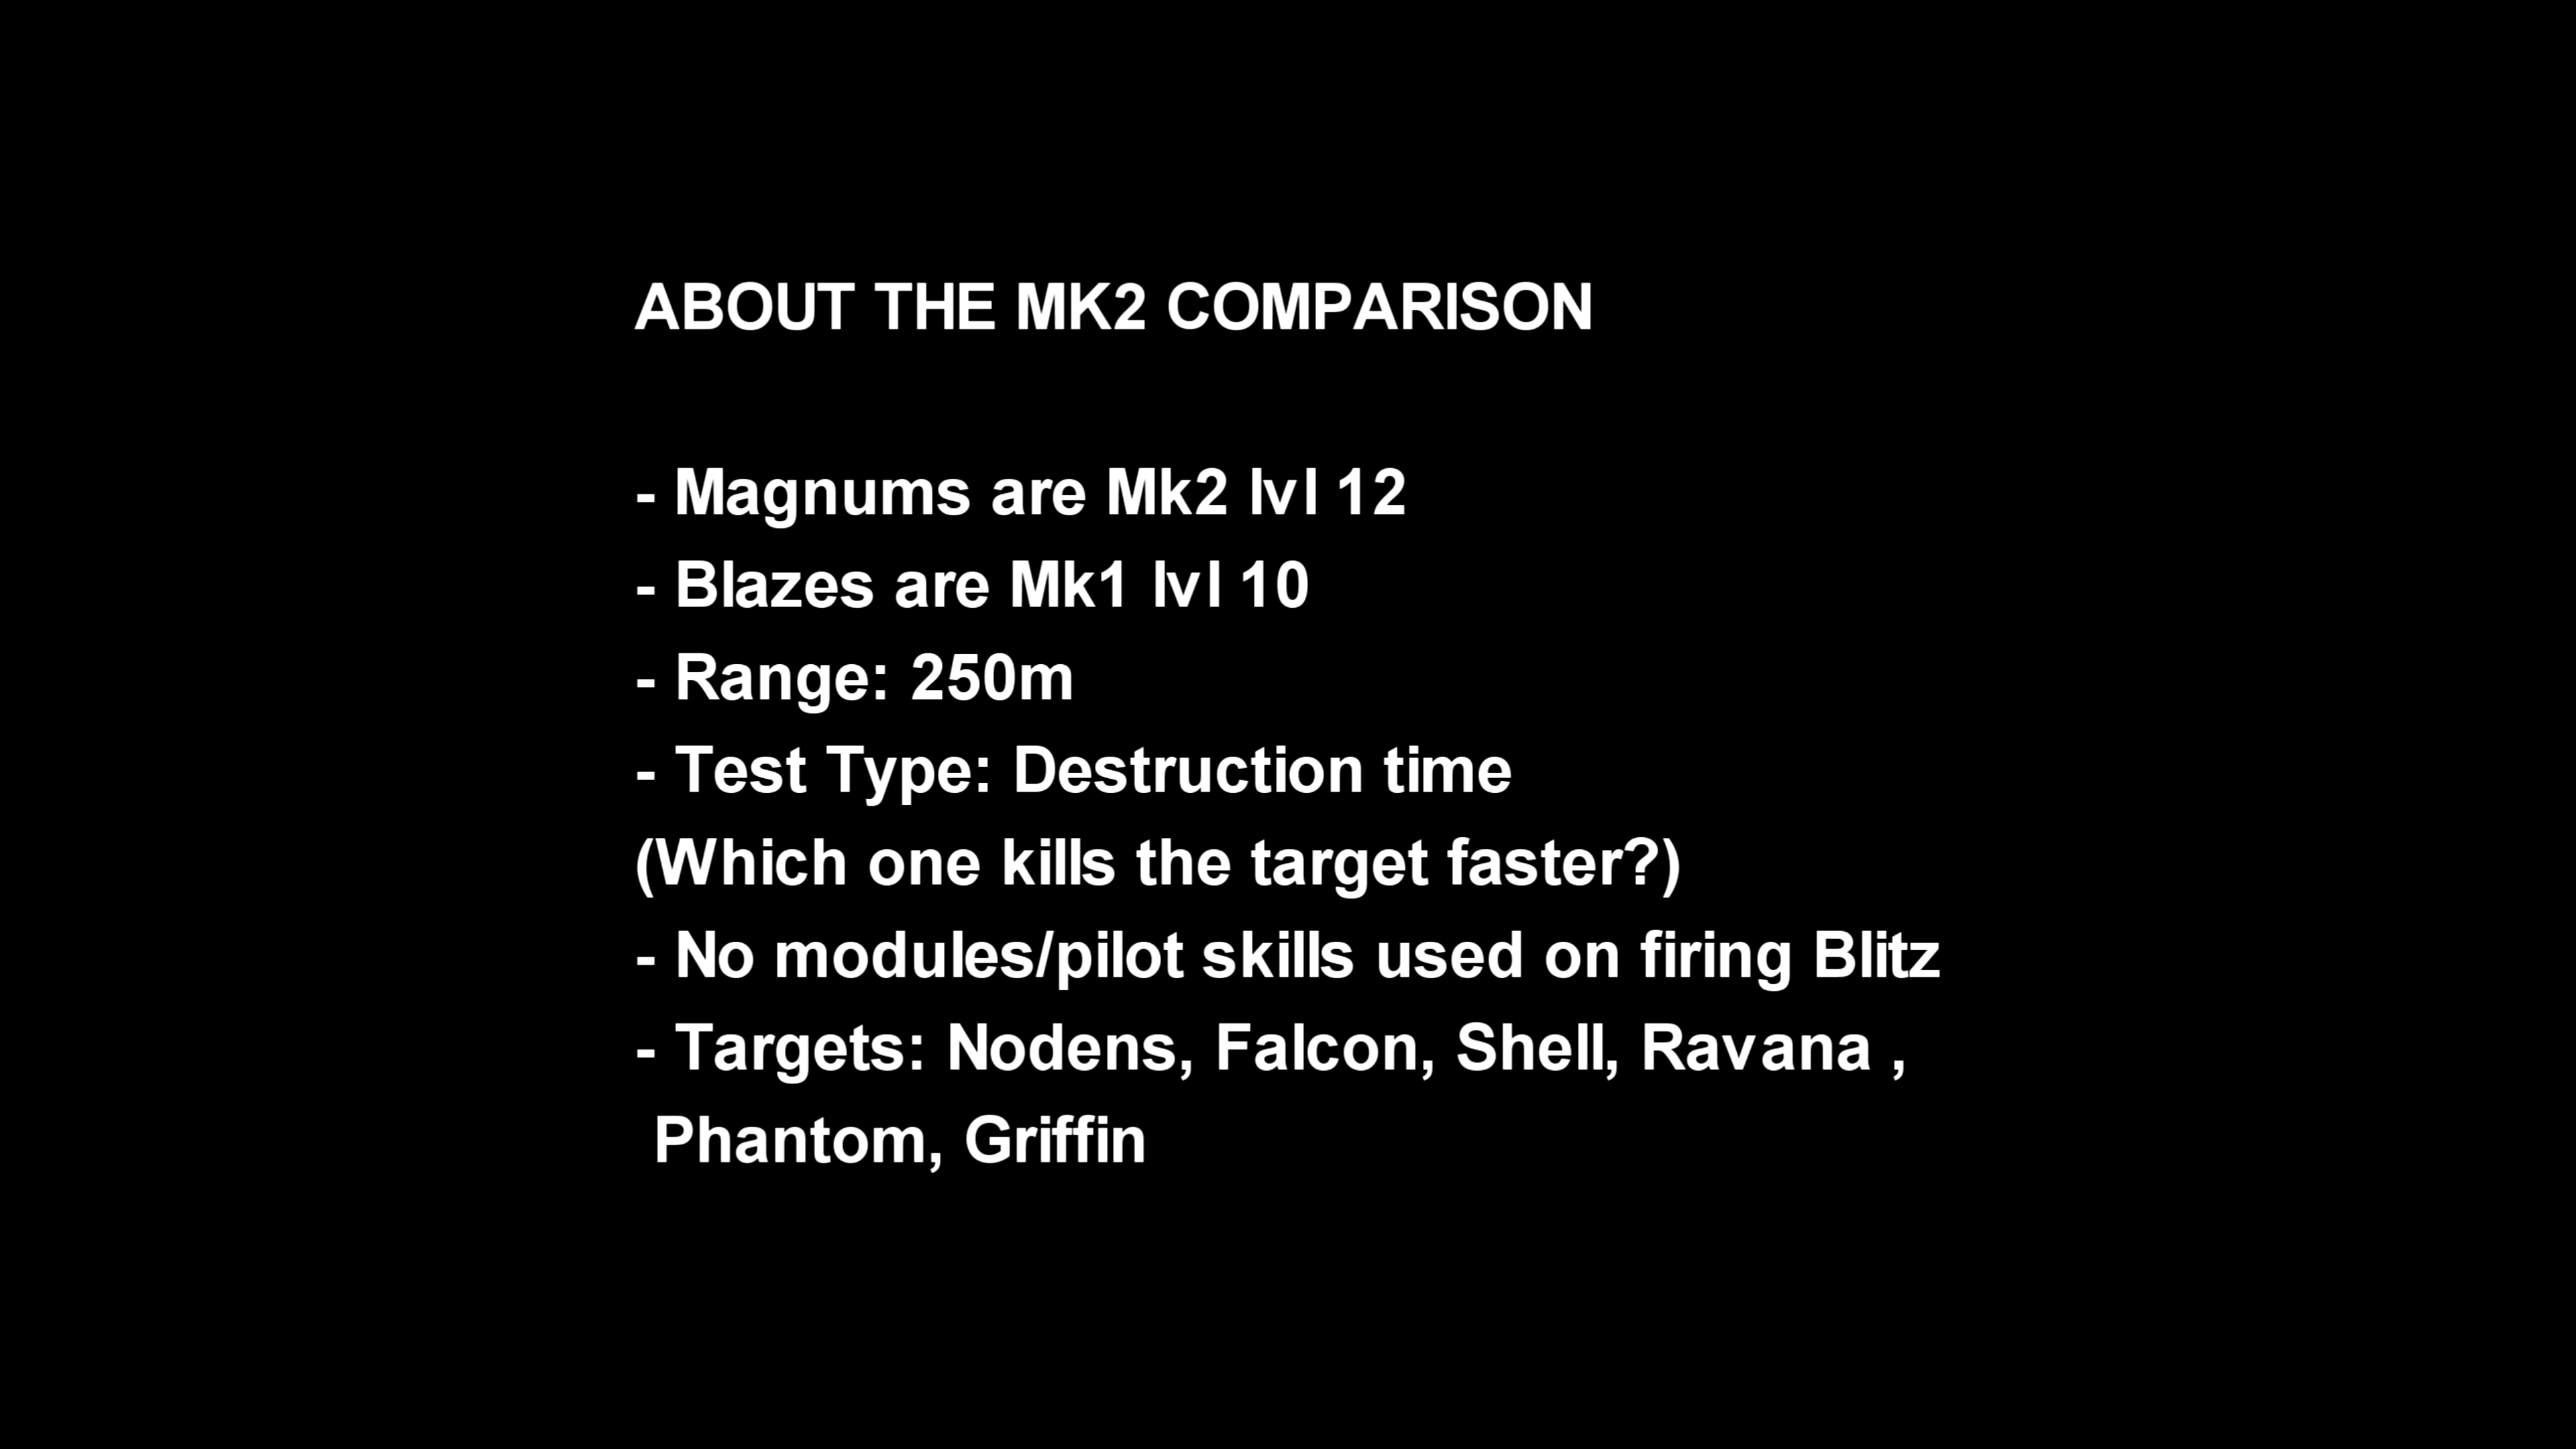 ABOUT THE MK2 COMPARISON
- Magnums are Mk2 lvl 12
- Blazes are Mk1 lvl 10
- Range: 250m
- Test Type: Destruction time
(Which one kills the target faster?)
- No modules/pilot skills used on firing Blitz
- Targets: Nodens, Falcon, Shell, Ravana ,
Phantom, Griffin